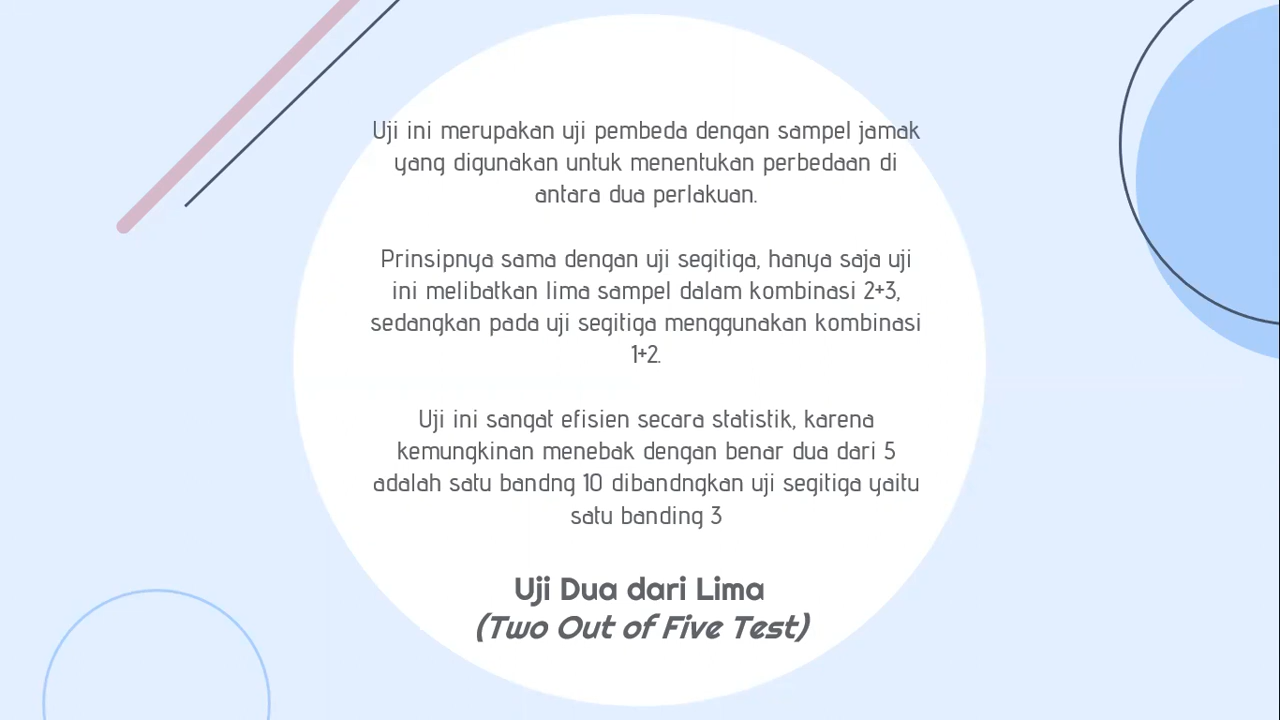 Uji ini merupakan uji pembeda dengan sampel jamak
yang digunakan untuk menentukan perbedaan di
antara dua perlakuan.
Prinsipnya sama dengan uji segitiga, hanya saja uji
ini melibatkan lima sampel dalam kombinasi 2+3,
sedangkan pada uji segitiga menggunakan kombinasi
1+2.
Uji ini sangat efisien secara statistik, karena
kemungkinan menebak dengan benar dua dari 5
adalah satu bandng 10 dibandngkan uji segitiga yaitu
satu banding 3
Uji Dua dari Lima
(Two Out of Five Test)